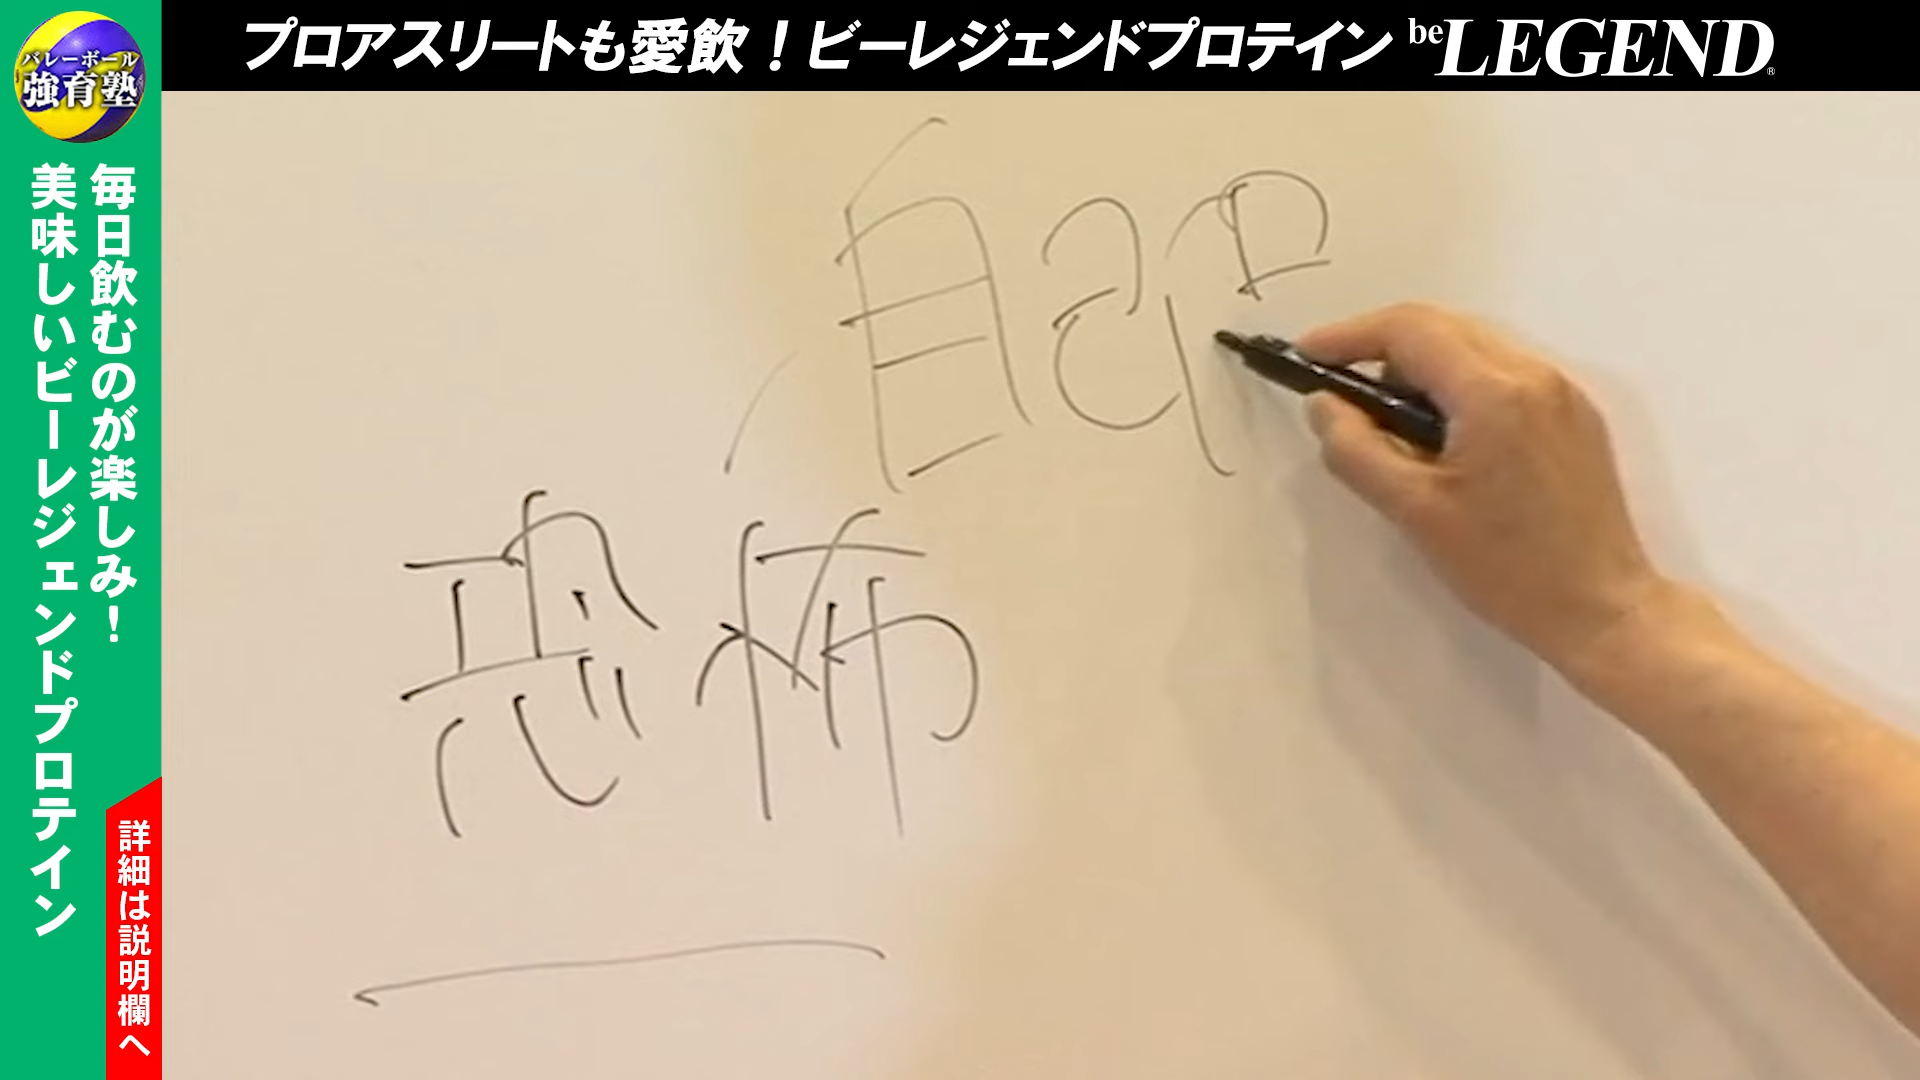 プロアスリートも愛飲！ビーレジェンドプロテイン be LEGEND®
バレーボール
強育塾
毎日飲むのが楽しみ！
美味しいビーレジェンドプロテイン
詳細は説明欄へ
自己
恐怖